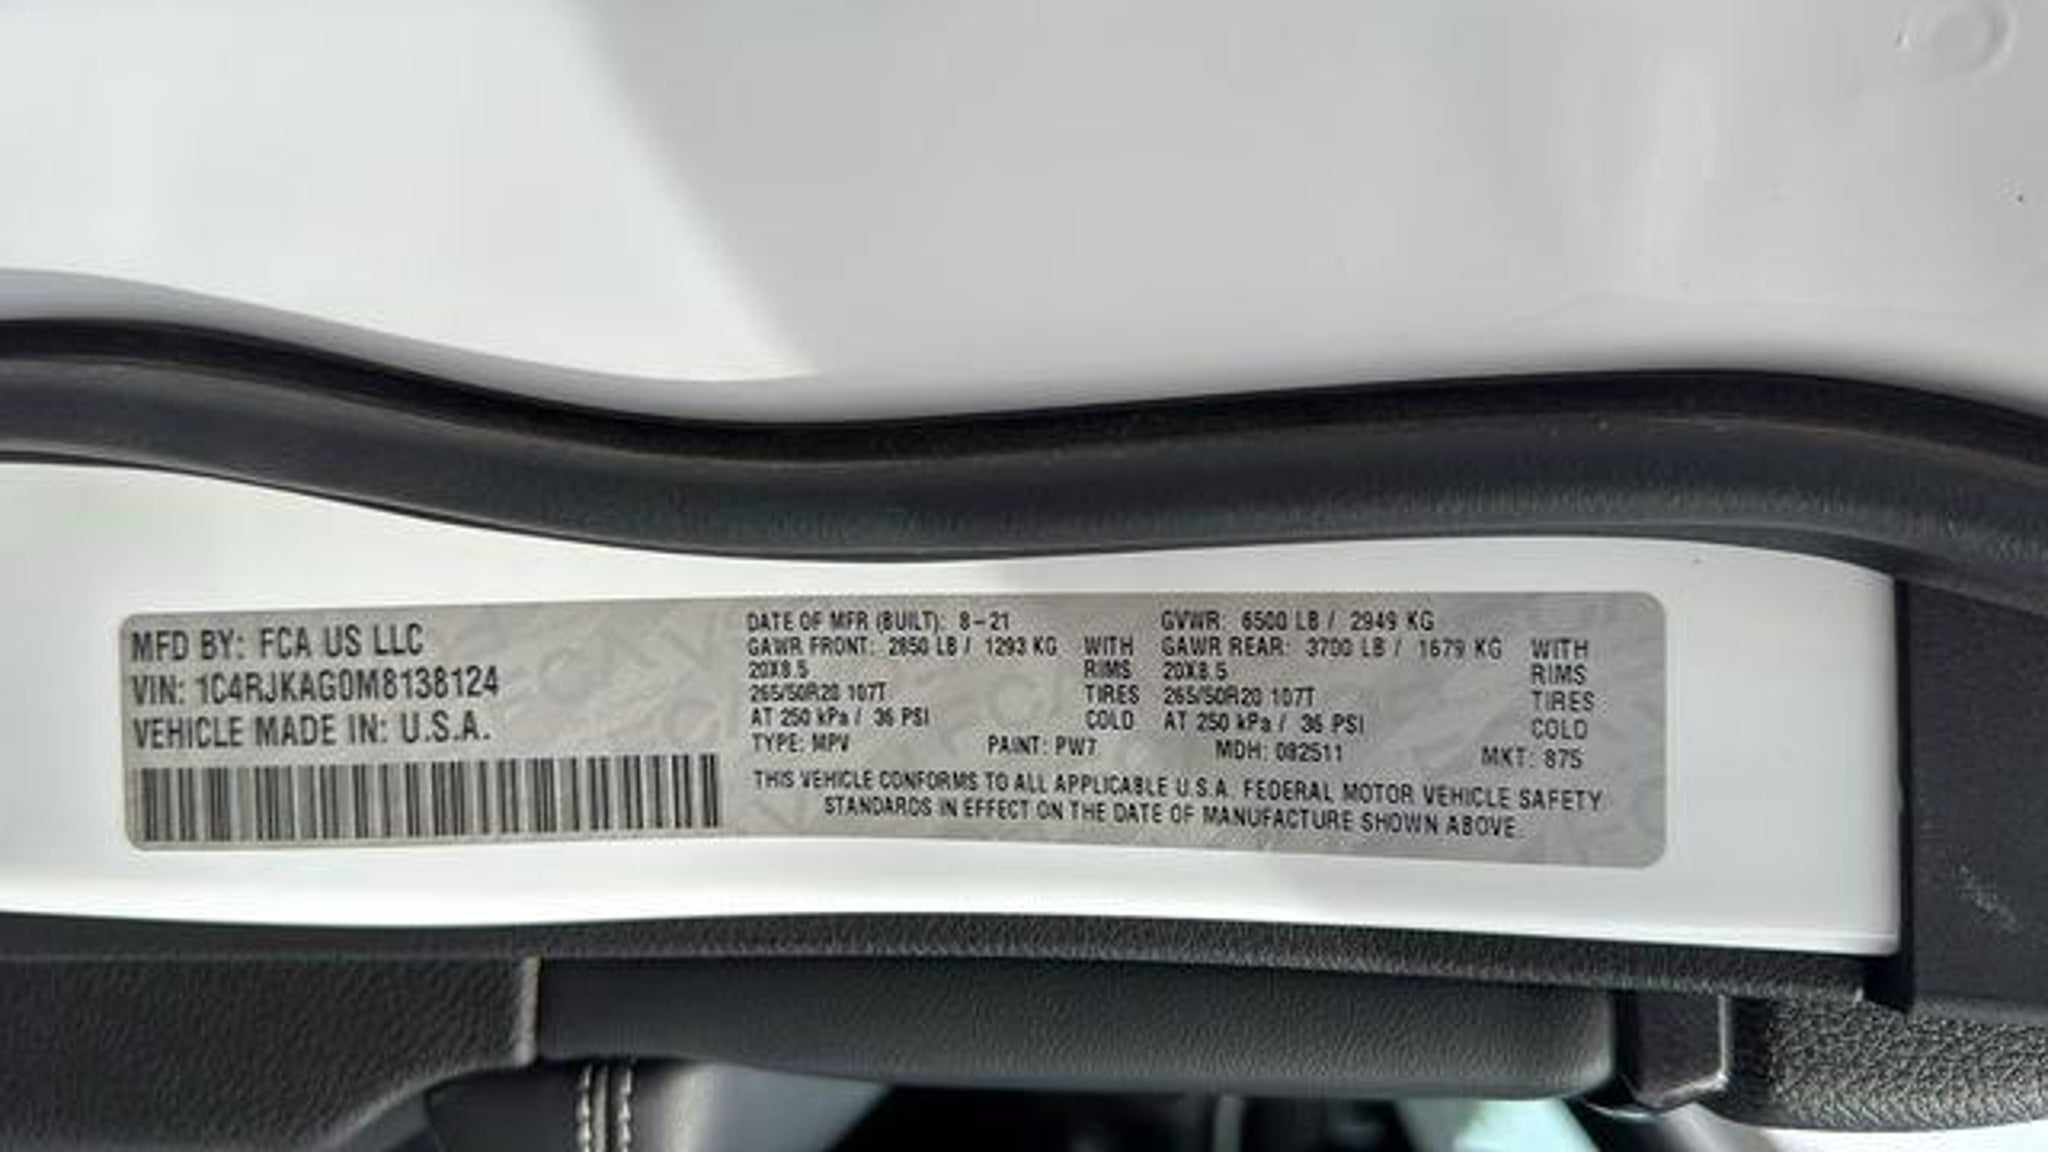 MFD BY: FCA US LLC
VIN: 1C4RJKAG0M8138124
VEHICLE MADE IN: U.S.A.
DATE OF MFR (BUILT): 8-21 GVWR: 6500 LB / 2949 KG
GAWR FRONT: 2850 LB / 1293 KG WITH GAWR REAR: 3700 LB / 1679 KG WITH
20X8.5 RIMS 20X8.5 RIMS
265/50R20 107T TIRES 265/50R20 107T TIRES
AT 250 kPa / 36 PSI COLD AT 250 kPa / 36 PSI COLD
TYPE: MPV PAINT: PW7 MDH: 082511 MKT: 875
THIS VEHICLE CONFORMS TO ALL APPLICABLE U.S.A. FEDERAL MOTOR VEHICLE SAFETY
STANDARDS IN EFFECT ON THE DATE OF MANUFACTURE SHOWN ABOVE.